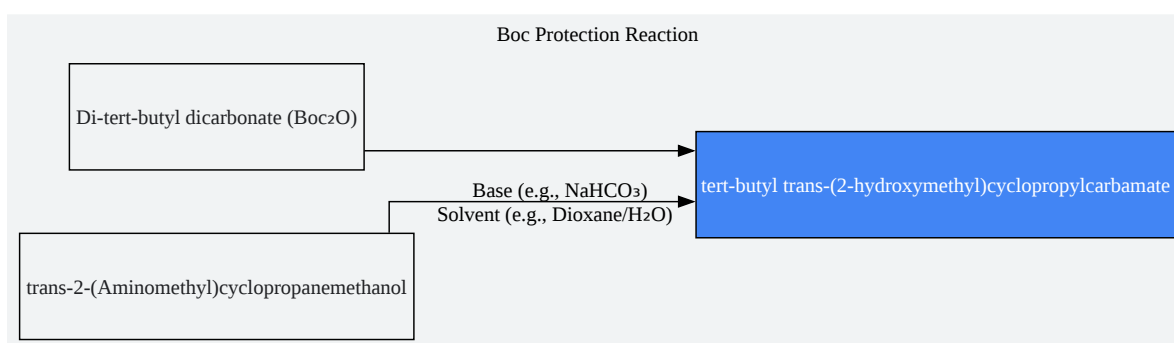 Boc Protection Reaction
Di-tert-butyl dicarbonate (Boc₂O)
tert-butyl trans-(2-hydroxymethyl)cyclopropylcarbamate
Base (e.g., NaHCO₃)
Solvent (e.g., Dioxane/H₂O)
trans-2-(Aminomethyl)cyclopropanemethanol